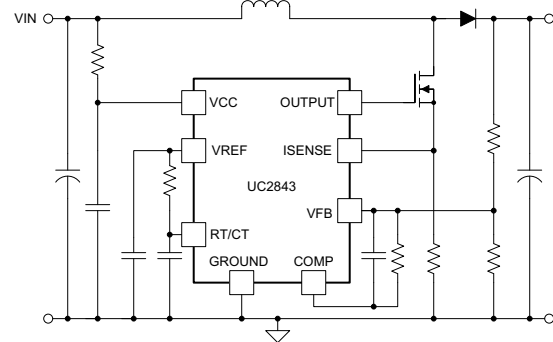 VIN
VCC
OUTPUT
VREF
ISENSE
UC2843
VFB
RT/CT
GROUND
COMP